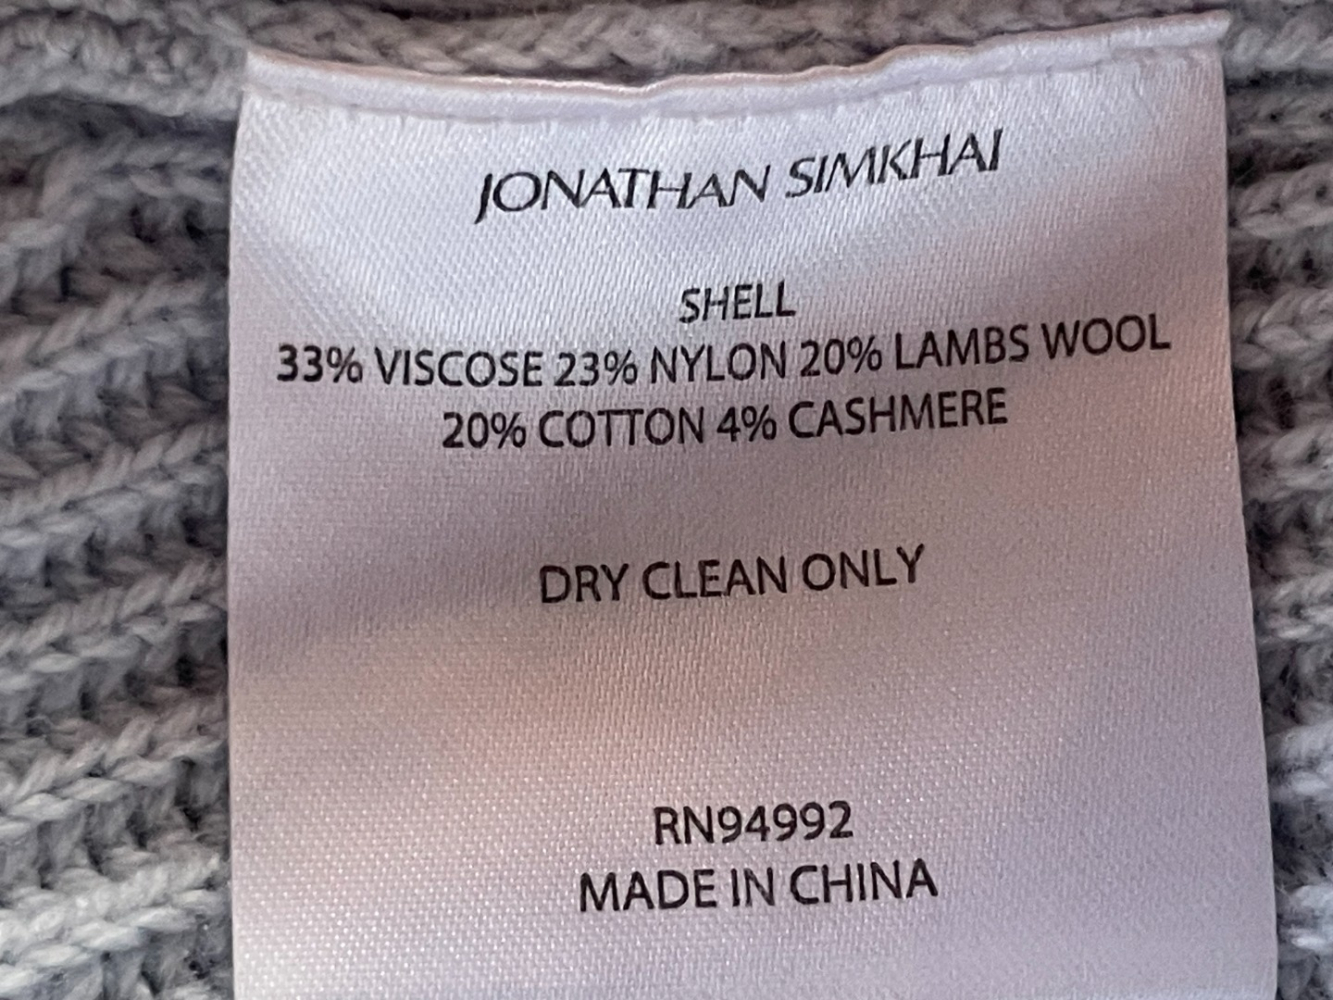 JONATHAN SIMKHAI
SHELL
33% VISCOSE 23% NYLON 20% LAMBS WOOL
20% COTTON 4% CASHMERE
DRY CLEAN ONLY
RN94992
MADE IN CHINA